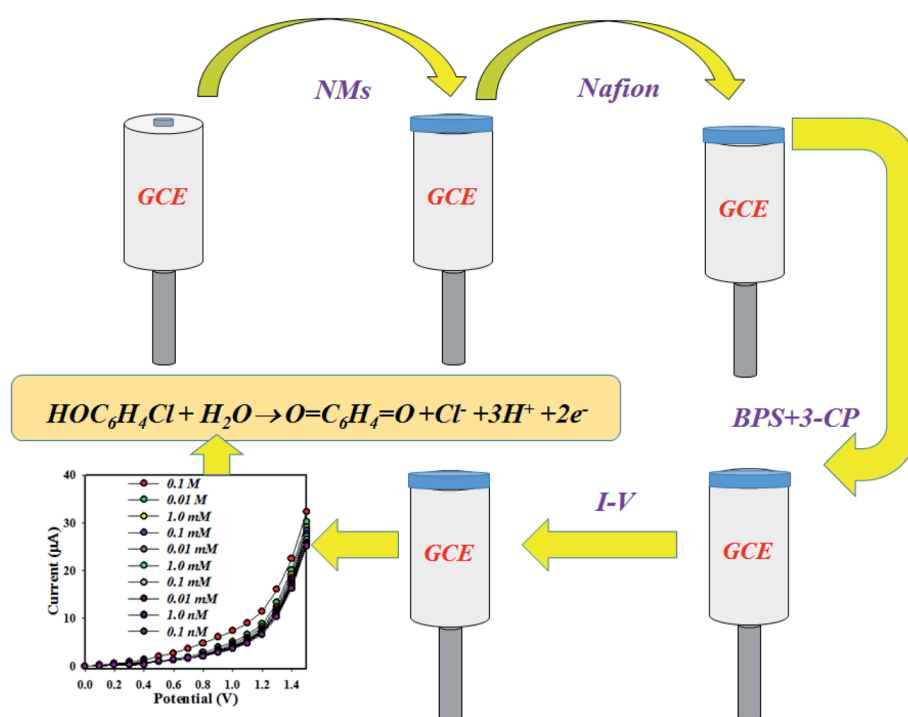 NMs
Nafion
GCE
GCE
GCE
HOC₆H₄Cl + H₂O → O=C₆H₄=O +Cl⁻ +3H⁺ +2e⁻
BPS+3-CP
I-V
GCE
GCE
40
30
20
10
0
Current (µA)
0.1 M
0.01 M
1.0 mM
0.1 mM
0.01 mM
1.0 mM
0.1 mM
0.01 mM
1.0 nM
0.1 nM
0.0 0.2 0.4 0.6 0.8 1.0 1.2 1.4
Potential (V)